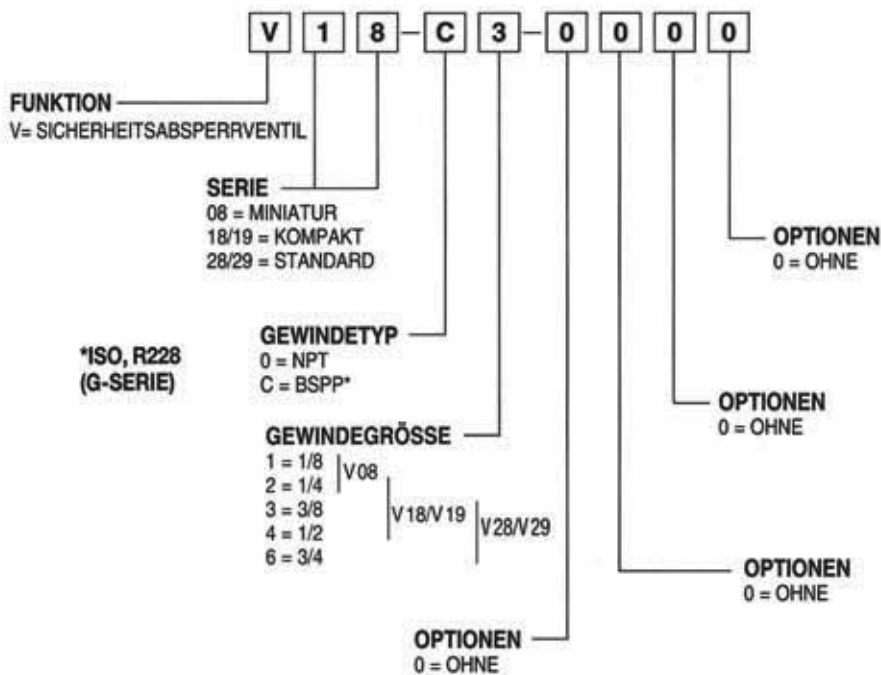 V 1 8 - C 3 - 0 0 0 0
FUNKTION
V= SICHERHEITSABSPERRVENTIL
SERIE
08 = MINIATUR
18/19 = KOMPAKT
28/29 = STANDARD
OPTIONEN
0 = OHNE
*ISO, R228
(G-SERIE)
GEWINDETYP
0 = NPT
C = BSPP*
OPTIONEN
0 = OHNE
GEWINDEGRÖSSE
1 = 1/8
2 = 1/4
3 = 3/8
4 = 1/2
6 = 3/4
V08
V18/V19
V28/V29
OPTIONEN
0 = OHNE
OPTIONEN
0 = OHNE